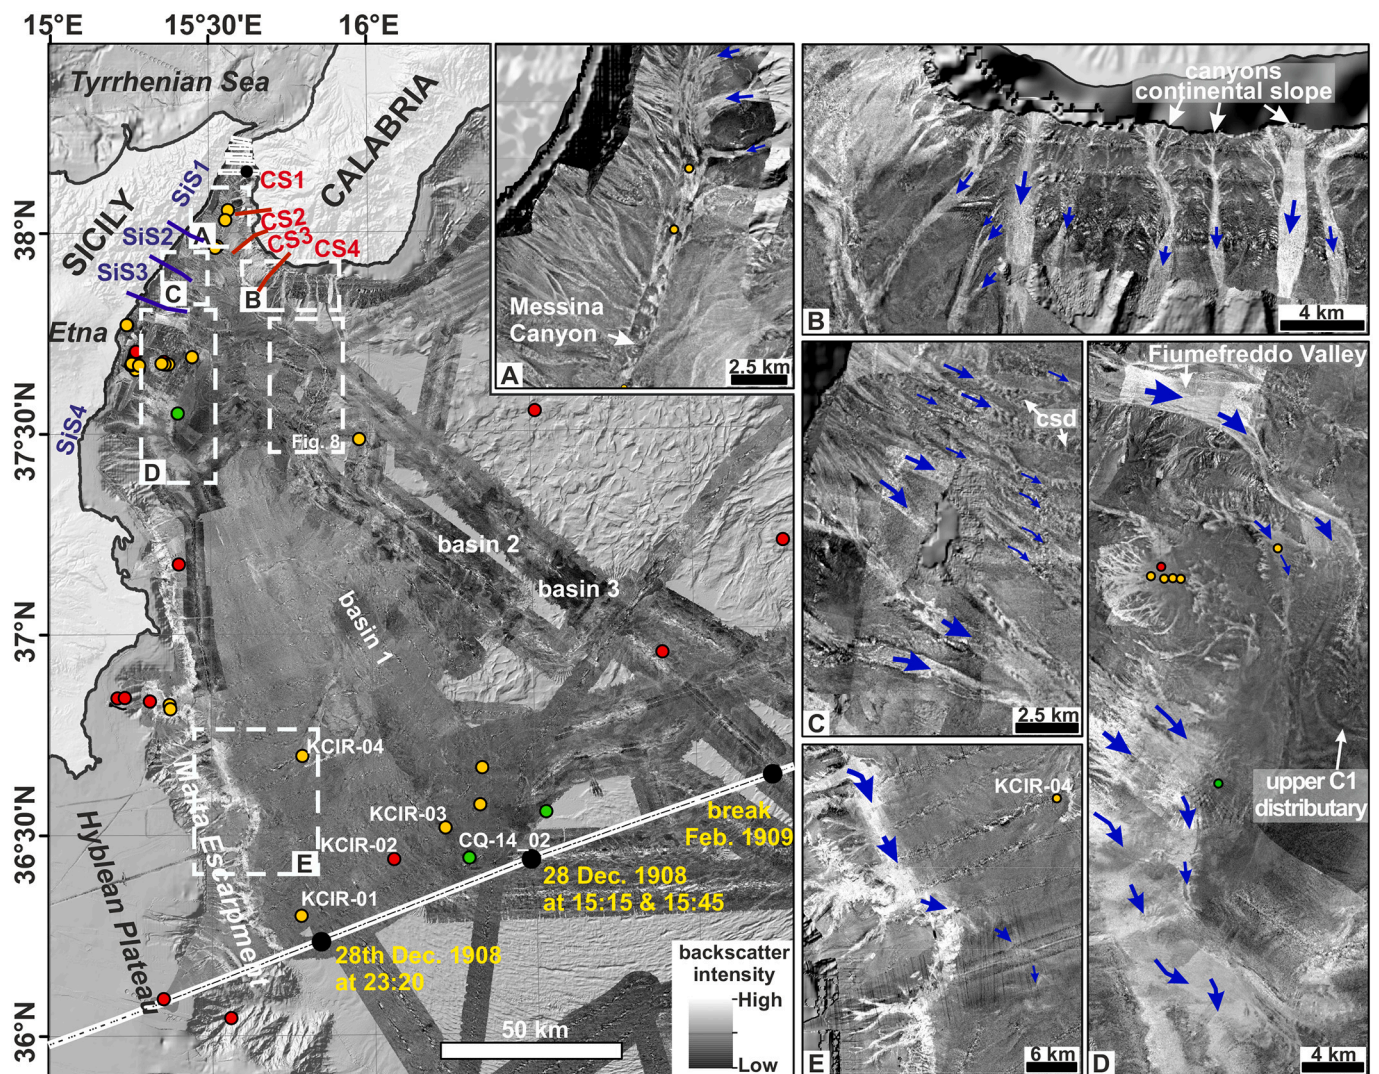 15°E
15°30'E
16°E
Tyrrhenian Sea
CALABRIA
SICILY
SiS1
CS1
CS2
CS3
CS4
38°N
SiS2
A
SiS3
C
B
Etna
SiS4
37°30'N
D
Fig. 8
basin 2
basin 3
basin 1
37°N
KCIR-04
KCIR-03
KCIR-02
CQ-14_02
36°30'N
E
KCIR-01
Malta Escarpment
Hyblean Plateau
break
Feb. 1909
28 Dec. 1908
at 15:15 & 15:45
28th Dec. 1908
at 23:20
36°N
50 km
backscatter
intensity
High
Low
Messina
Canyon
A
2.5 km
canyons
continental slope
B
4 km
csd
C
2.5 km
Fiumefreddo Valley
upper C1
distributary
D
4 km
KCIR-04
E
6 km